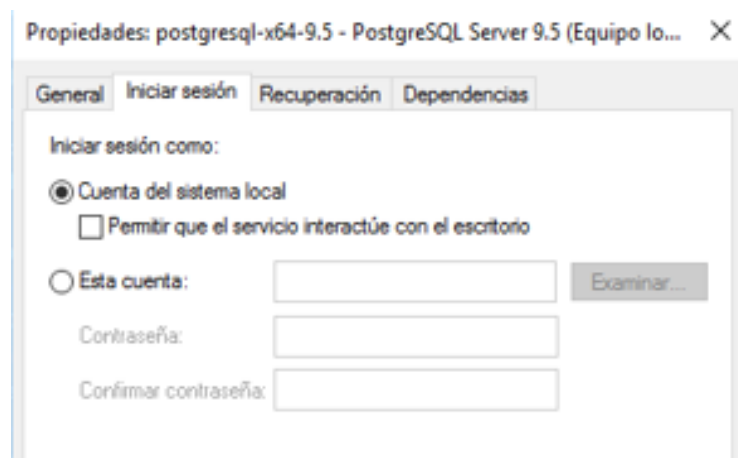 Propiedades: postgresql-x64-9.5 - PostgreSQL Server 9.5 (Equipo lo...
General Iniciar sesión Recuperación Dependencias
Iniciar sesión como:
Cuenta del sistema local
Permitir que el servicio interactúe con el escritorio
Esta cuenta: Examinar...
Contraseña:
Confirmar contraseña: